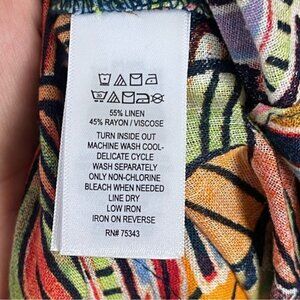 55% LINEN
45% RAYON / VISCOSE
TURN INSIDE OUT
MACHINE WASH COOL-
DELICATE CYCLE
WASH SEPARATELY
ONLY NON-CHLORINE
BLEACH WHEN NEEDED
LINE DRY
LOW IRON
IRON ON REVERSE
RN# 75343